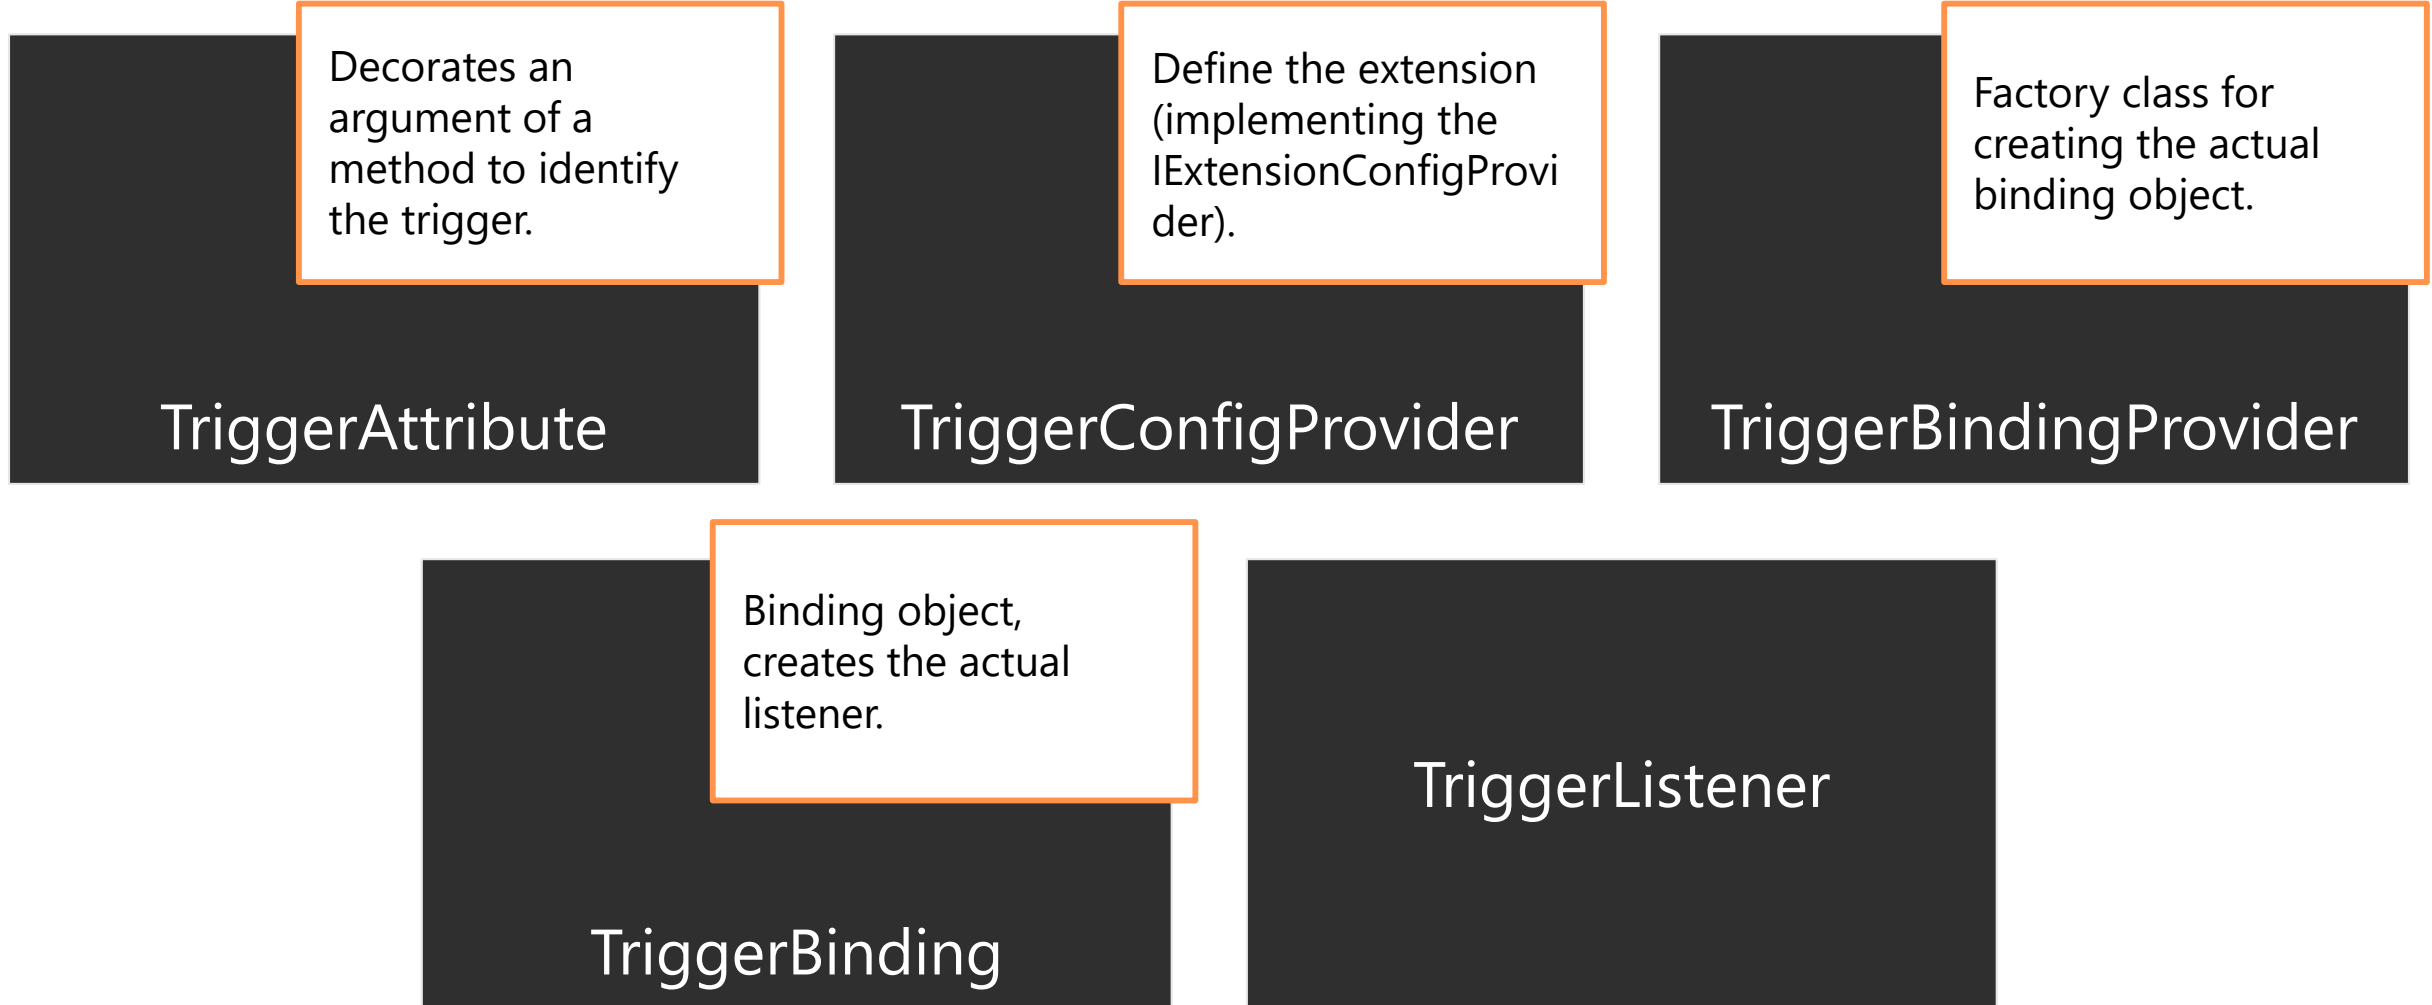 Decorates an
argument of a
method to identify
the trigger.
TriggerAttribute
Define the extension
(implementing the
IExtensionConfigProvi
der).
TriggerConfigProvider
Factory class for
creating the actual
binding object.
TriggerBindingProvider
Binding object,
creates the actual
listener.
TriggerBinding
TriggerListener